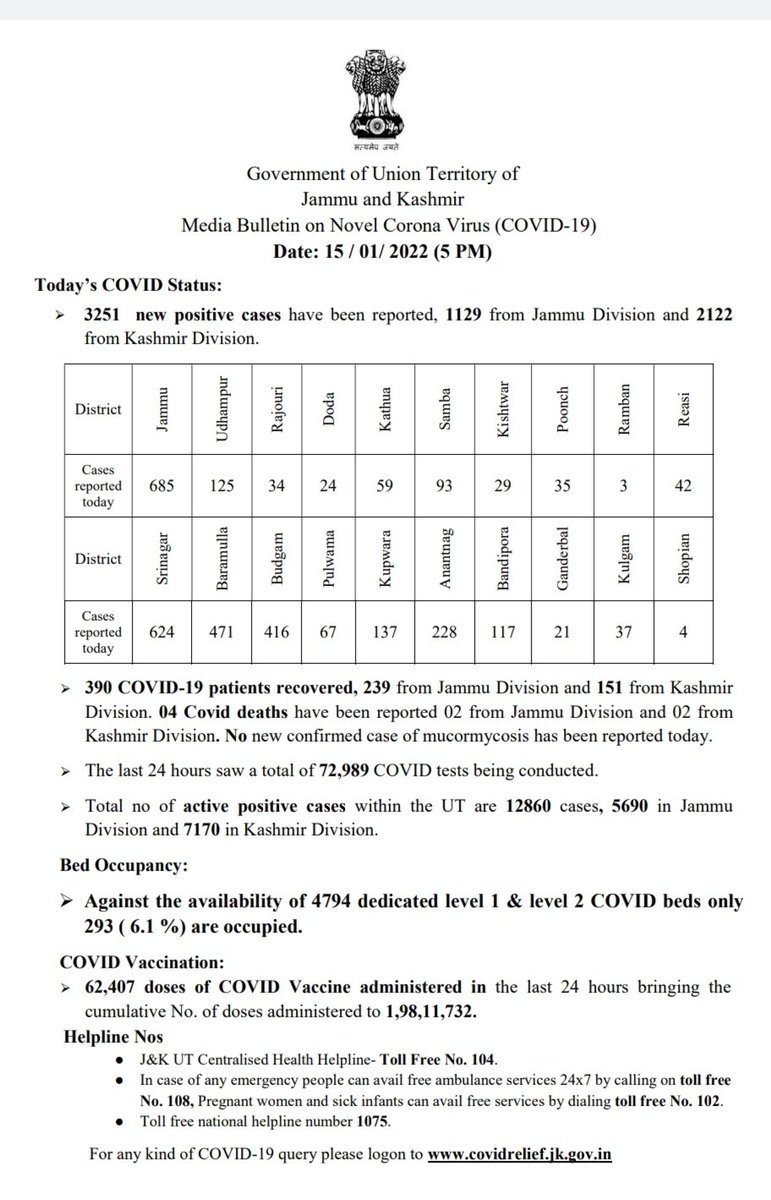 सत्यमेव जयते
Government of Union Territory of
Jammu and Kashmir
Media Bulletin on Novel Corona Virus (COVID-19)
Date: 15 / 01/ 2022 (5 PM)
Today's COVID Status:
➢ 3251 new positive cases have been reported, 1129 from Jammu Division and 2122
from Kashmir Division.
District Jammu Udhampur Rajouri Doda Kathua Samba Kishtwar Poonch Ramban Reasi
Cases
reported
today
685 125 34 24 59 93 29 35 3 42
District Srinagar Baramulla Budgam Pulwama Kupwara Anantnag Bandipora Ganderbal Kulgam Shopian
Cases
reported
today
624 471 416 67 137 228 117 21 37 4
➢ 390 COVID-19 patients recovered, 239 from Jammu Division and 151 from Kashmir
Division. 04 Covid deaths have been reported 02 from Jammu Division and 02 from
Kashmir Division. No new confirmed case of mucormycosis has been reported today.
➢ The last 24 hours saw a total of 72,989 COVID tests being conducted.
➢ Total no of active positive cases within the UT are 12860 cases, 5690 in Jammu
Division and 7170 in Kashmir Division.
Bed Occupancy:
➢ Against the availability of 4794 dedicated level 1 & level 2 COVID beds only
293 ( 6.1 %) are occupied.
COVID Vaccination:
➢ 62,407 doses of COVID Vaccine administered in the last 24 hours bringing the
cumulative No. of doses administered to 1,98,11,732.
Helpline Nos
• J&K UT Centralised Health Helpline- Toll Free No. 104.
• In case of any emergency people can avail free ambulance services 24x7 by calling on toll free
No. 108, Pregnant women and sick infants can avail free services by dialing toll free No. 102.
• Toll free national helpline number 1075.
For any kind of COVID-19 query please logon to www.covidrelief.jk.gov.in